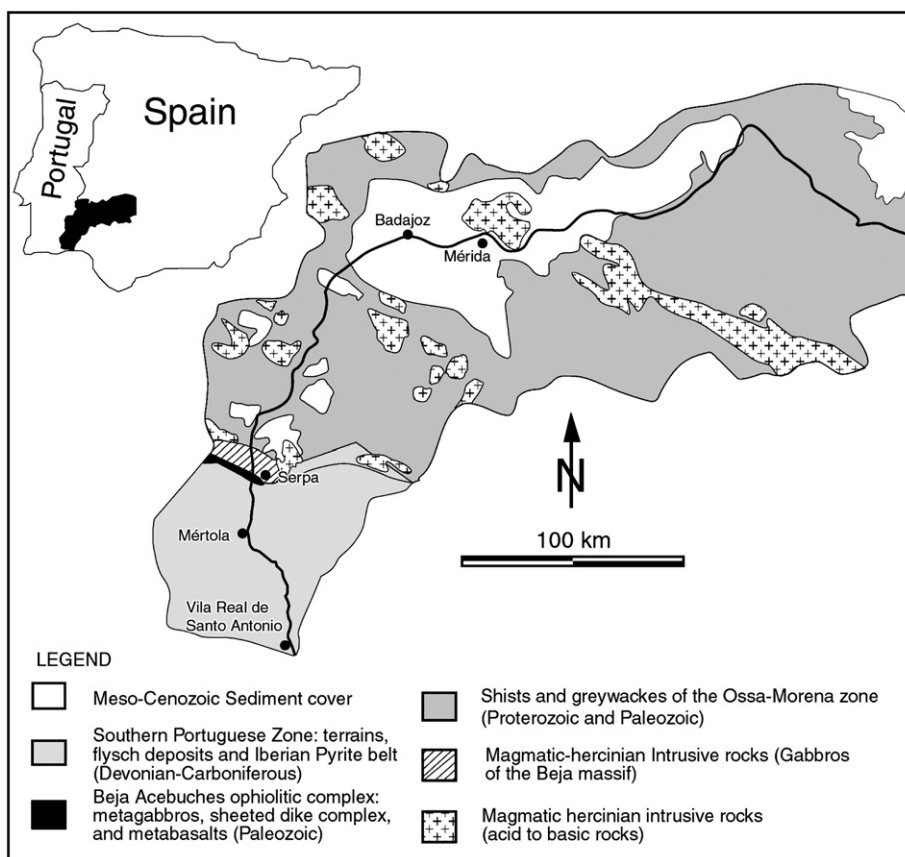 Portugal
Spain
Badajoz
Mérida
Serpa
Mértola
Vila Real de
Santo Antonio
N
100 km
LEGEND
Meso-Cenozoic Sediment cover
Southern Portuguese Zone: terrains,
flysch deposits and Iberian Pyrite belt
(Devonian-Carboniferous)
Beja Acebuches ophiolitic complex:
metagabbros, sheeted dike complex,
and metabasalts (Paleozoic)
Shists and greywackes of the Ossa-Morena zone
(Proterozoic and Paleozoic)
Magmatic-hercinian Intrusive rocks (Gabbros
of the Beja massif)
Magmatic hercinian intrusive rocks
(acid to basic rocks)